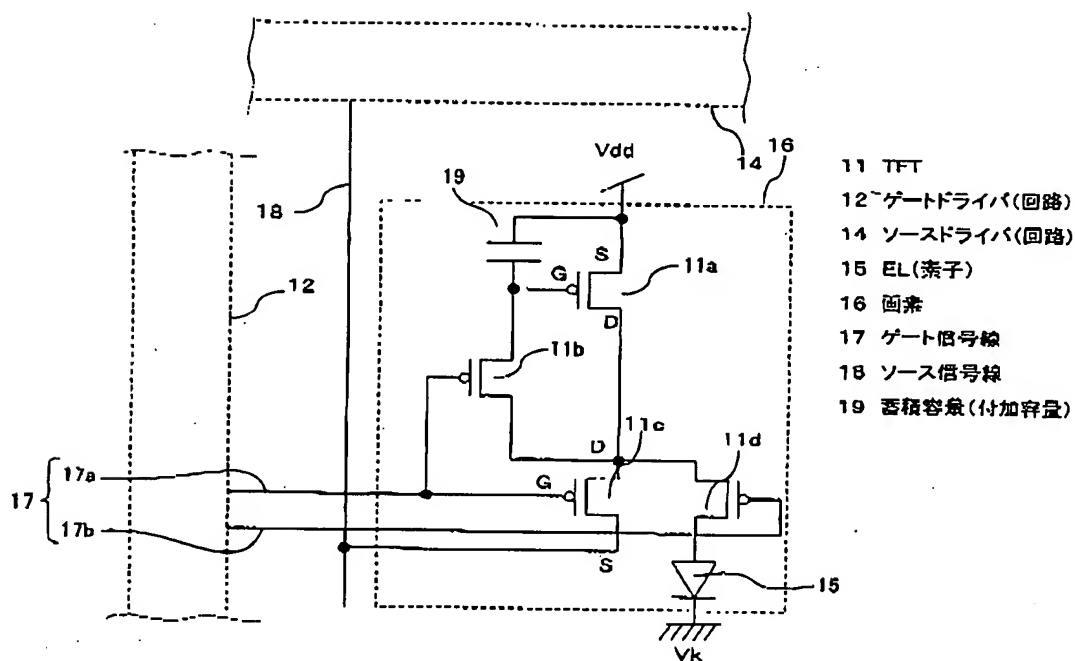 14
16
Vdd
19
18
S
11a
G
12
D
11b
11c
D
11d
G
17a
17
17b
S
15
Vk
11 TFT
12 ゲートドライバ(回路)
14 ソースドライバ(回路)
15 EL(素子)
16 画素
17 ゲート信号線
18 ソース信号線
19 蓄積容量(付加容量)